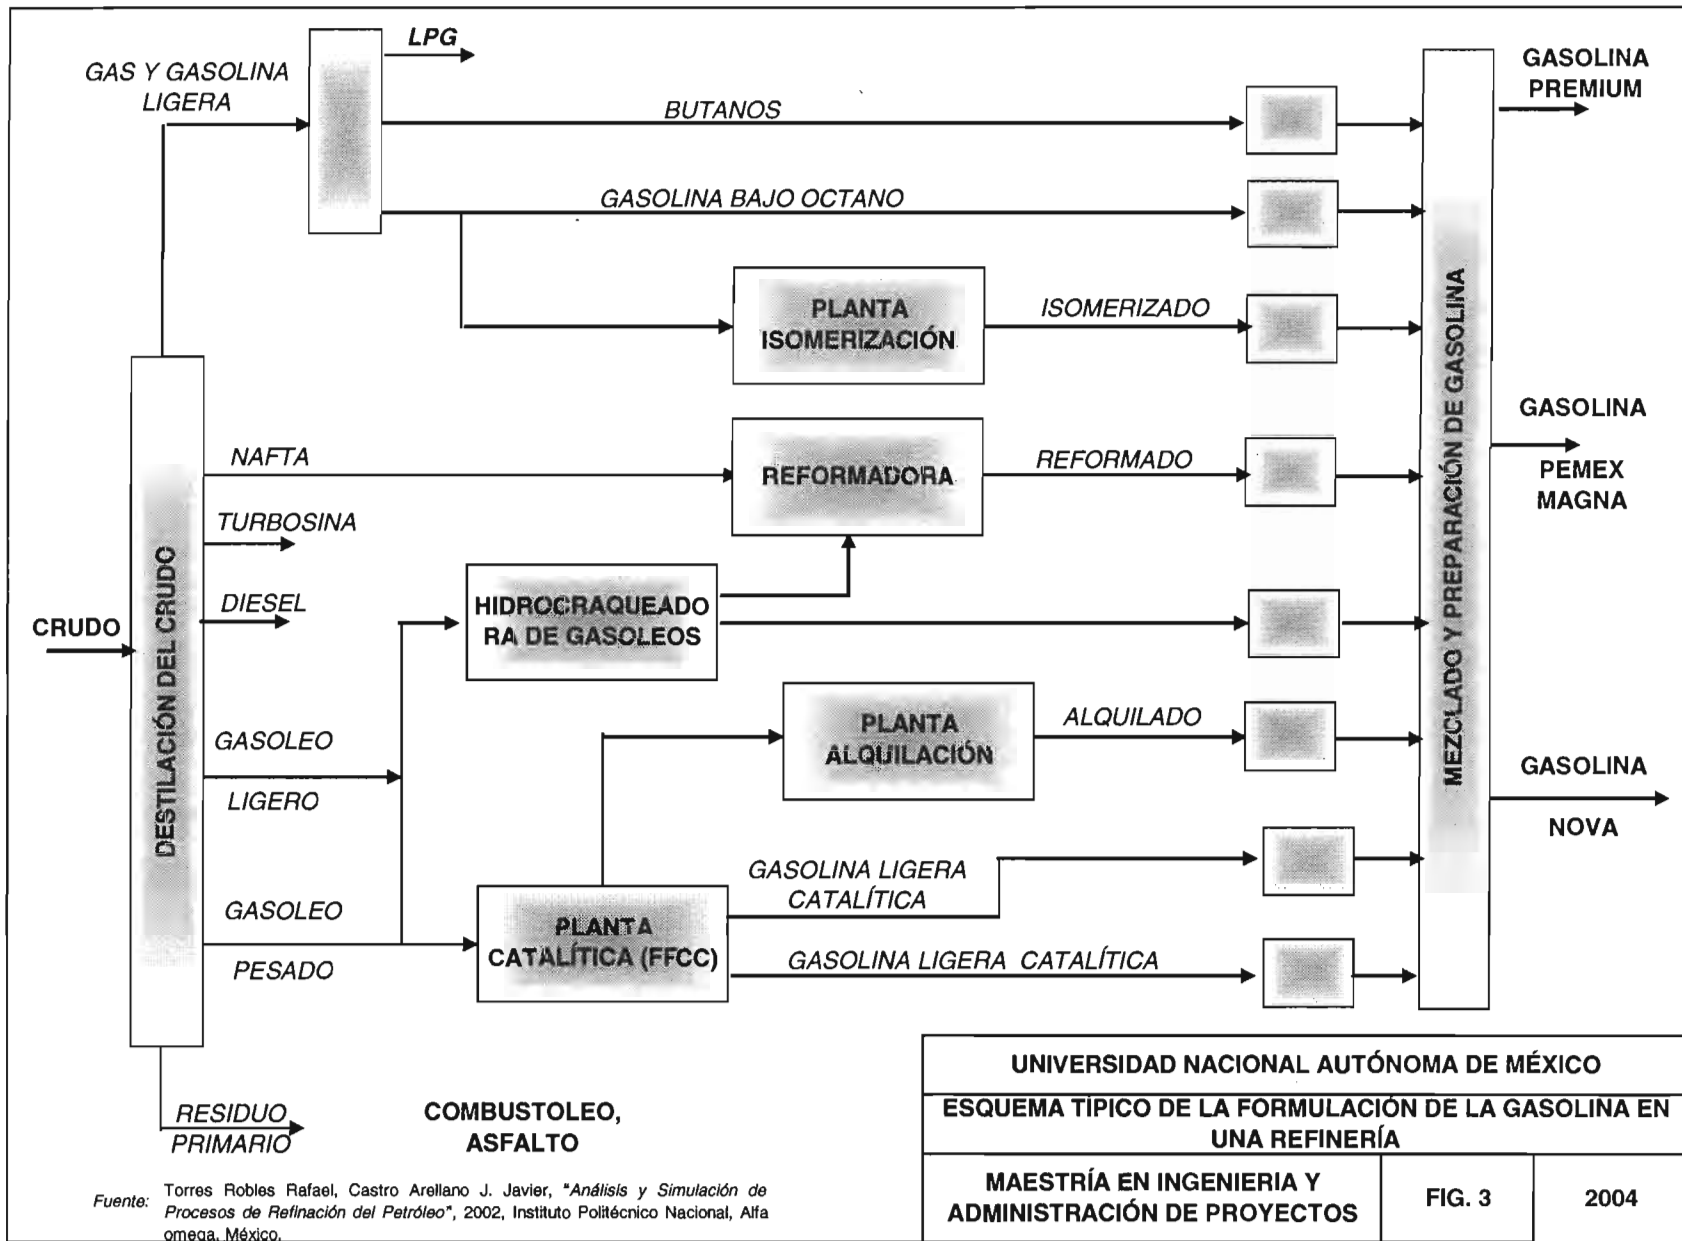 LPG
GAS Y GASOLINA
LIGERA
BUTANOS
GASOLINA BAJO OCTANO
GASOLINA
PREMIUM
PLANTA
ISOMERIZACIÓN
ISOMERIZADO
NAFTA
REFORMADORA
REFORMADO
GASOLINA
PEMEX
MAGNA
TURBOSINA
DIESEL
CRUDO
DESTILACIÓN DEL CRUDO
HIDROCRAQUEADO
RA DE GASOLEOS
MEZCLADO Y PREPARACIÓN DE GASOLINA
GASOLEO
LIGERO
PLANTA
ALQUILACIÓN
ALQUILADO
GASOLINA
NOVA
GASOLEO
PESADO
PLANTA
CATALÍTICA (FFCC)
GASOLINA LIGERA
CATALÍTICA
GASOLINA LIGERA CATALÍTICA
RESIDUO
PRIMARIO
COMBUSTOLEO,
ASFALTO
Fuente: Torres Robles Rafael, Castro Arellano J. Javier, "Análisis y Simulación de
Procesos de Refinación del Petróleo", 2002, Instituto Politécnico Nacional, Alfa
omega, México.
UNIVERSIDAD NACIONAL AUTÓNOMA DE MÉXICO
ESQUEMA TÍPICO DE LA FORMULACIÓN DE LA GASOLINA EN
UNA REFINERÍA
MAESTRÍA EN INGENIERIA Y
ADMINISTRACIÓN DE PROYECTOS
FIG. 3
2004